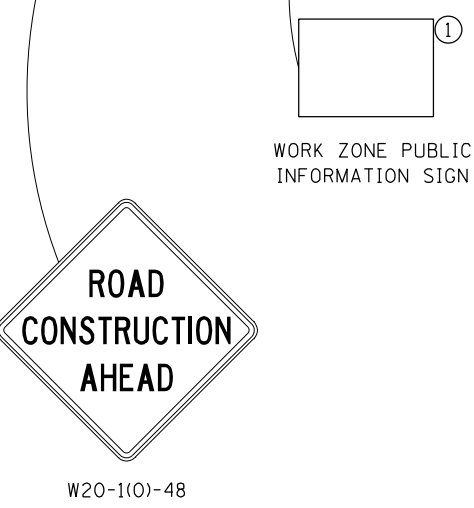 1
WORK ZONE PUBLIC
INFORMATION SIGN
ROAD
CONSTRUCTION
AHEAD
W20-1(O)-48